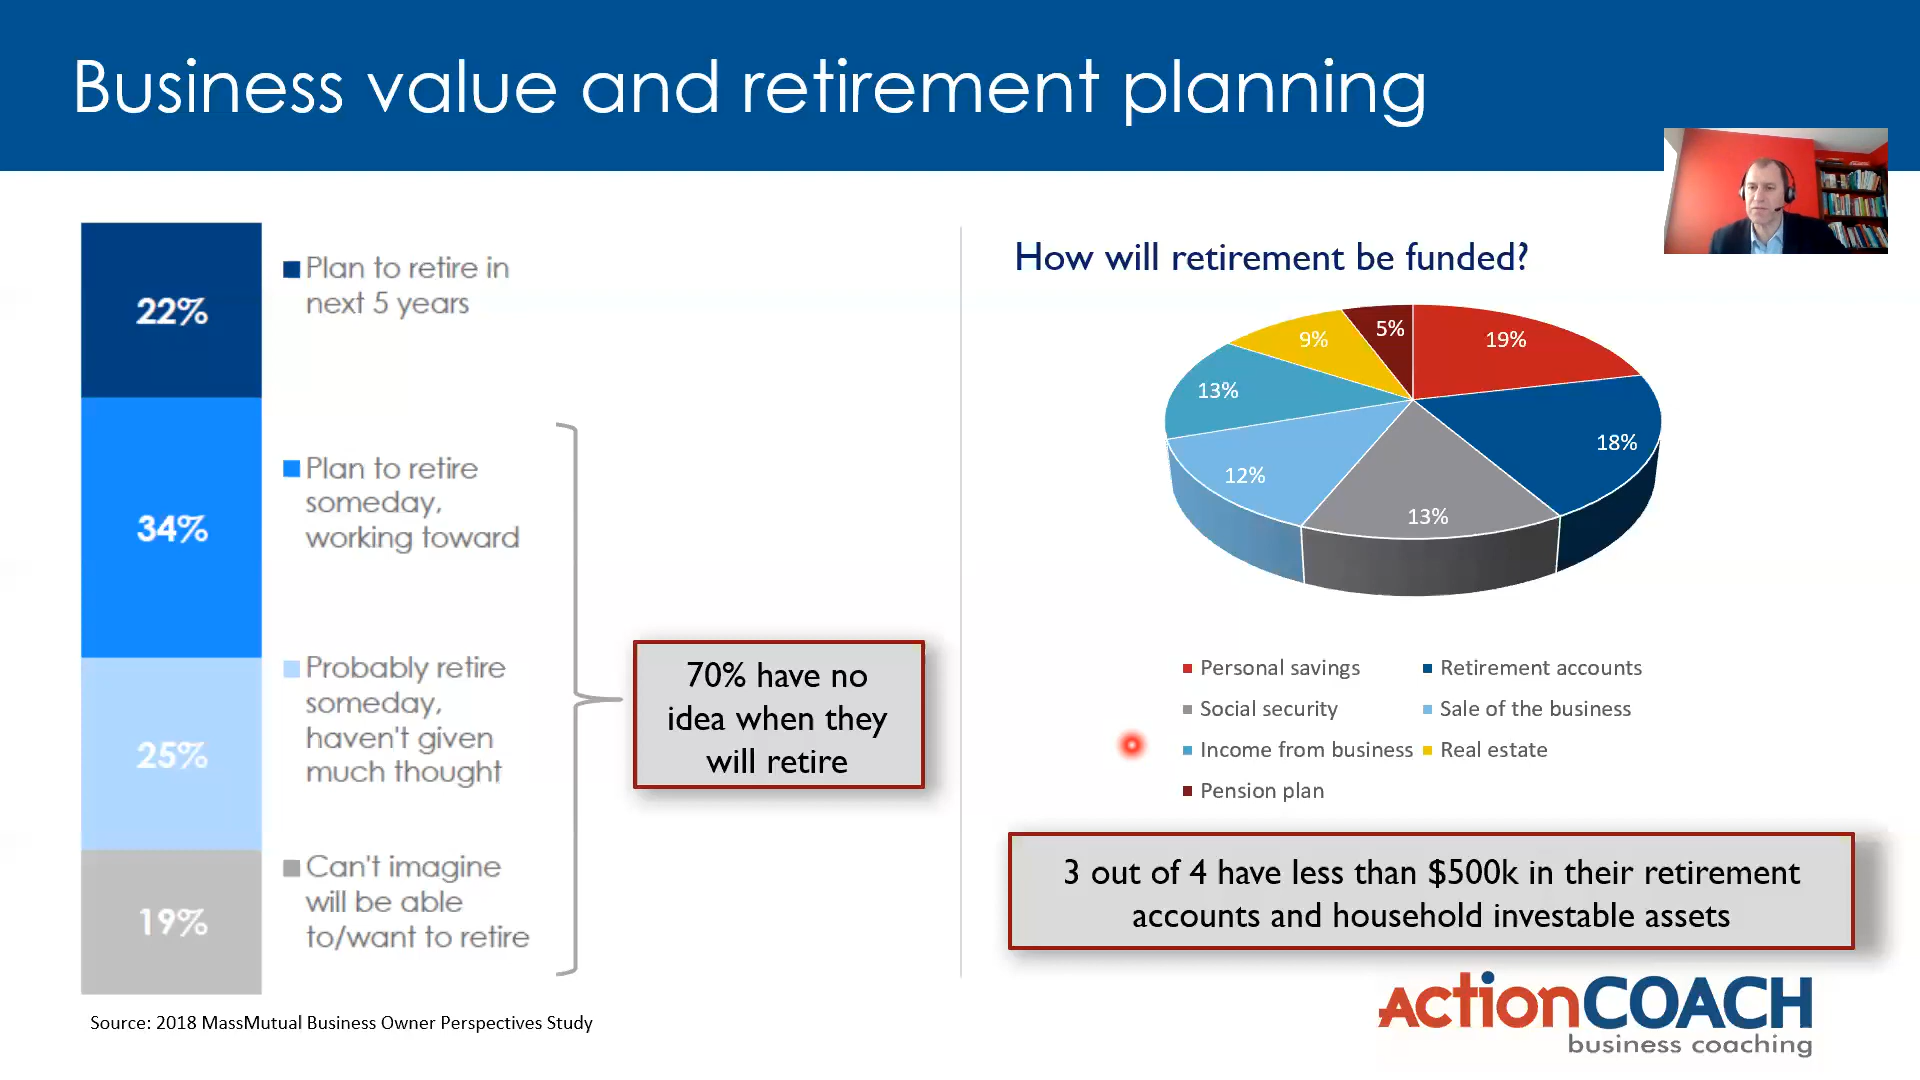 Business value and retirement planning
22%
Plan to retire in
next 5 years
34%
Plan to retire
someday,
working toward
25%
Probably retire
someday,
haven't given
much thought
19%
Can't imagine
will be able
to/want to retire
70% have no
idea when they
will retire
Source: 2018 MassMutual Business Owner Perspectives Study
How will retirement be funded?
5%
19%
9%
13%
18%
12%
13%
Personal savings
Retirement accounts
Social security
Sale of the business
Income from business
Real estate
Pension plan
3 out of 4 have less than $500k in their retirement
accounts and household investable assets
actionCOACH
business coaching